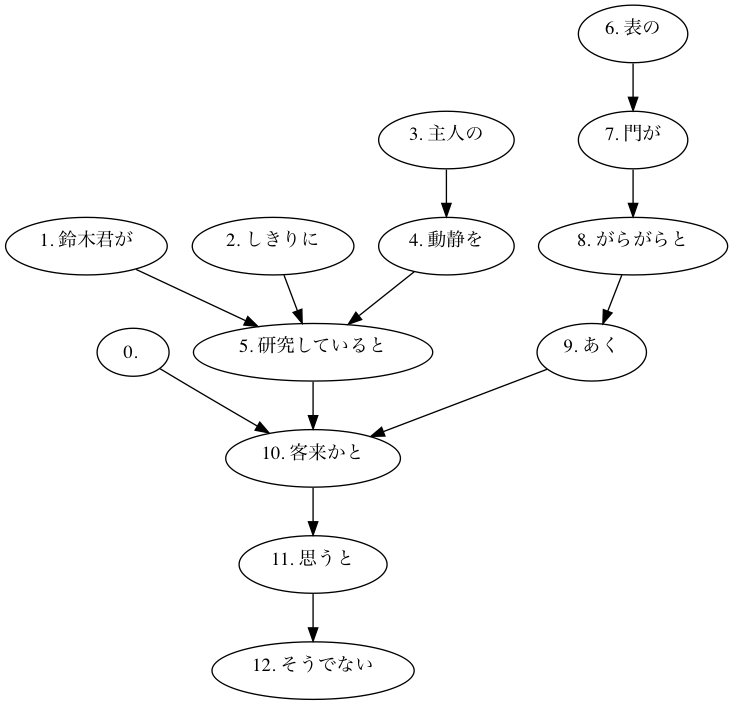 6. 表の
3. 主人の
7. 門が
1. 鈴木君が
2. しきりに
4. 動静を
8. がらがらと
0.
5. 研究していると
9. あく
10. 客来かと
11. 思うと
12. そうでない